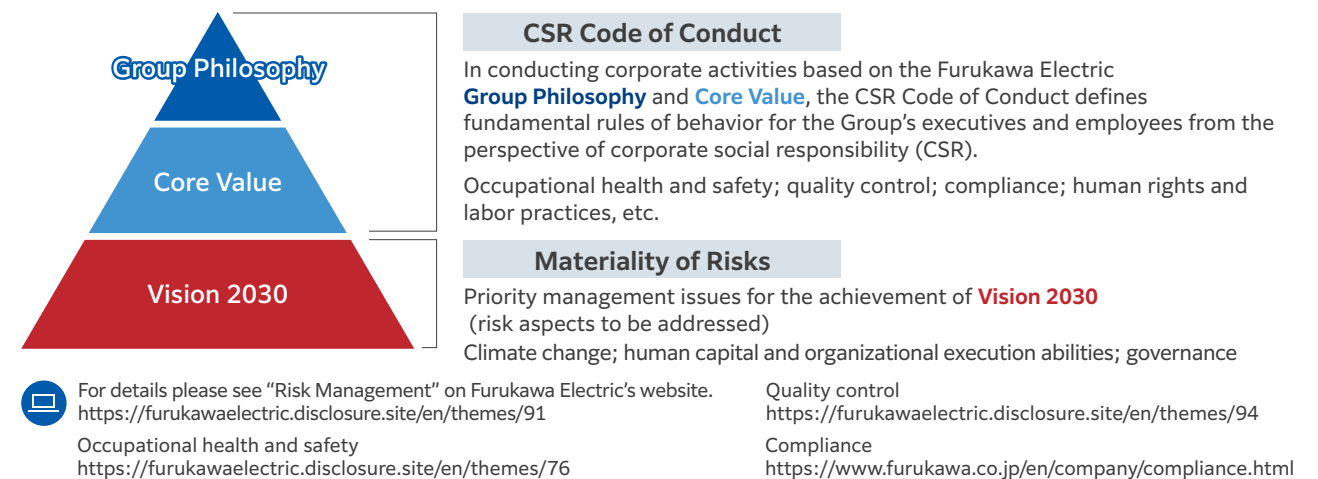 Group Philosophy
Core Value
Vision 2030
CSR Code of Conduct
In conducting corporate activities based on the Furukawa Electric
Group Philosophy and Core Value, the CSR Code of Conduct defines
fundamental rules of behavior for the Group's executives and employees from the
perspective of corporate social responsibility (CSR).
Occupational health and safety; quality control; compliance; human rights and
labor practices, etc.
Materiality of Risks
Priority management issues for the achievement of Vision 2030
(risk aspects to be addressed)
Climate change; human capital and organizational execution abilities; governance
For details please see “Risk Management” on Furukawa Electric's website.
https://furukawaelectric.disclosure.site/en/themes/91
Occupational health and safety
https://furukawaelectric.disclosure.site/en/themes/76
Quality control
https://furukawaelectric.disclosure.site/en/themes/94
Compliance
https://www.furukawa.co.jp/en/company/compliance.html